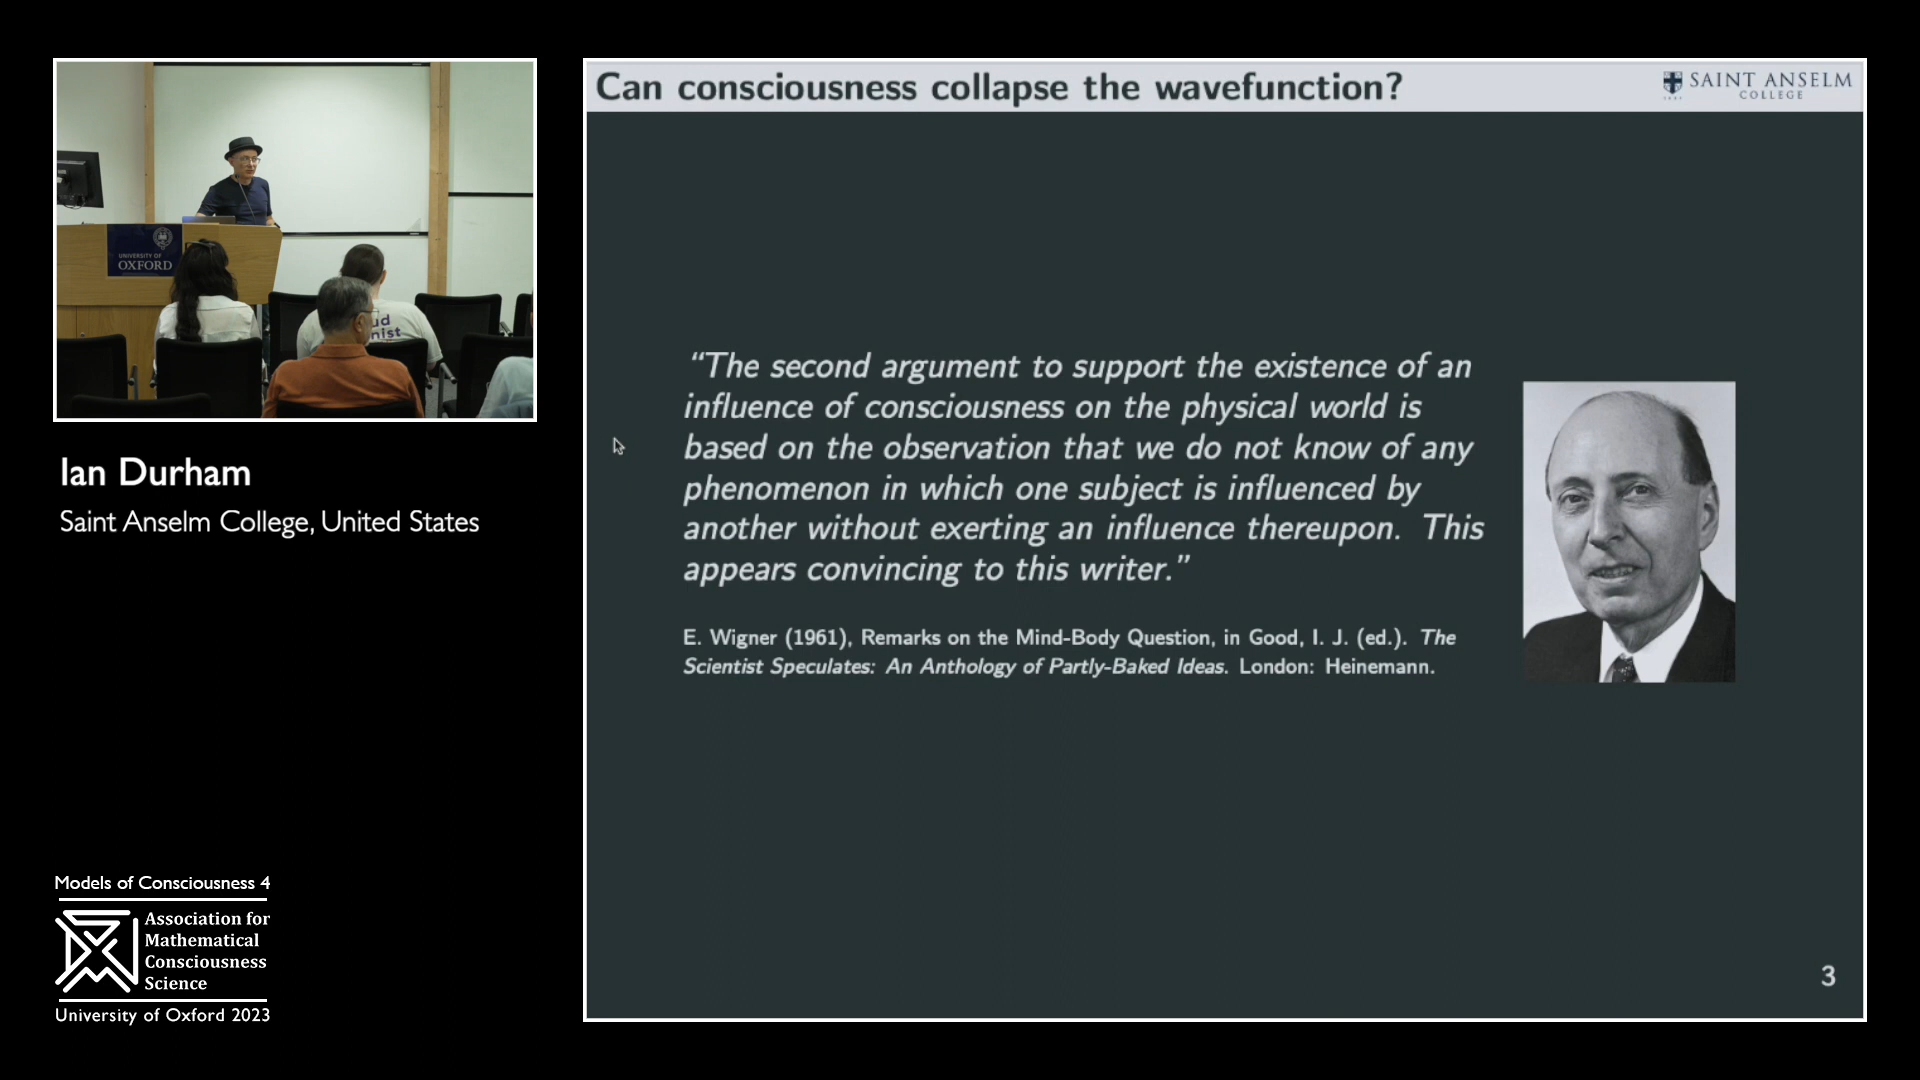 UNIVERSITY OF
OXFORD
ud
nist
Ian Durham
Saint Anselm College, United States
Models of Consciousness 4
Association for
Mathematical
Consciousness
Science
University of Oxford 2023
Can consciousness collapse the wavefunction?
SAINT ANSELM
COLLEGE
“The second argument to support the existence of an
influence of consciousness on the physical world is
based on the observation that we do not know of any
phenomenon in which one subject is influenced by
another without exerting an influence thereupon. This
appears convincing to this writer.”
E. Wigner (1961), Remarks on the Mind-Body Question, in Good, I. J. (ed.). The
Scientist Speculates: An Anthology of Partly-Baked Ideas. London: Heinemann.
3